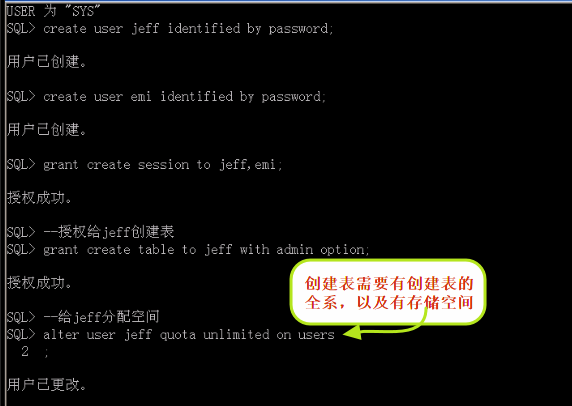 USER 为 "SYS"
SQL> create user jeff identified by password;
用户已创建。
SQL> create user emi identified by password;
用户已创建。
SQL> grant create session to jeff,emi;
授权成功。
SQL> --授权给jeff创建表
SQL> grant create table to jeff with admin option;
授权成功。
创建表需要有创建表的
全系，以及有存储空间
SQL> --给jeff分配空间
SQL> alter user jeff quota unlimited on users
2 ;
用户已更改。